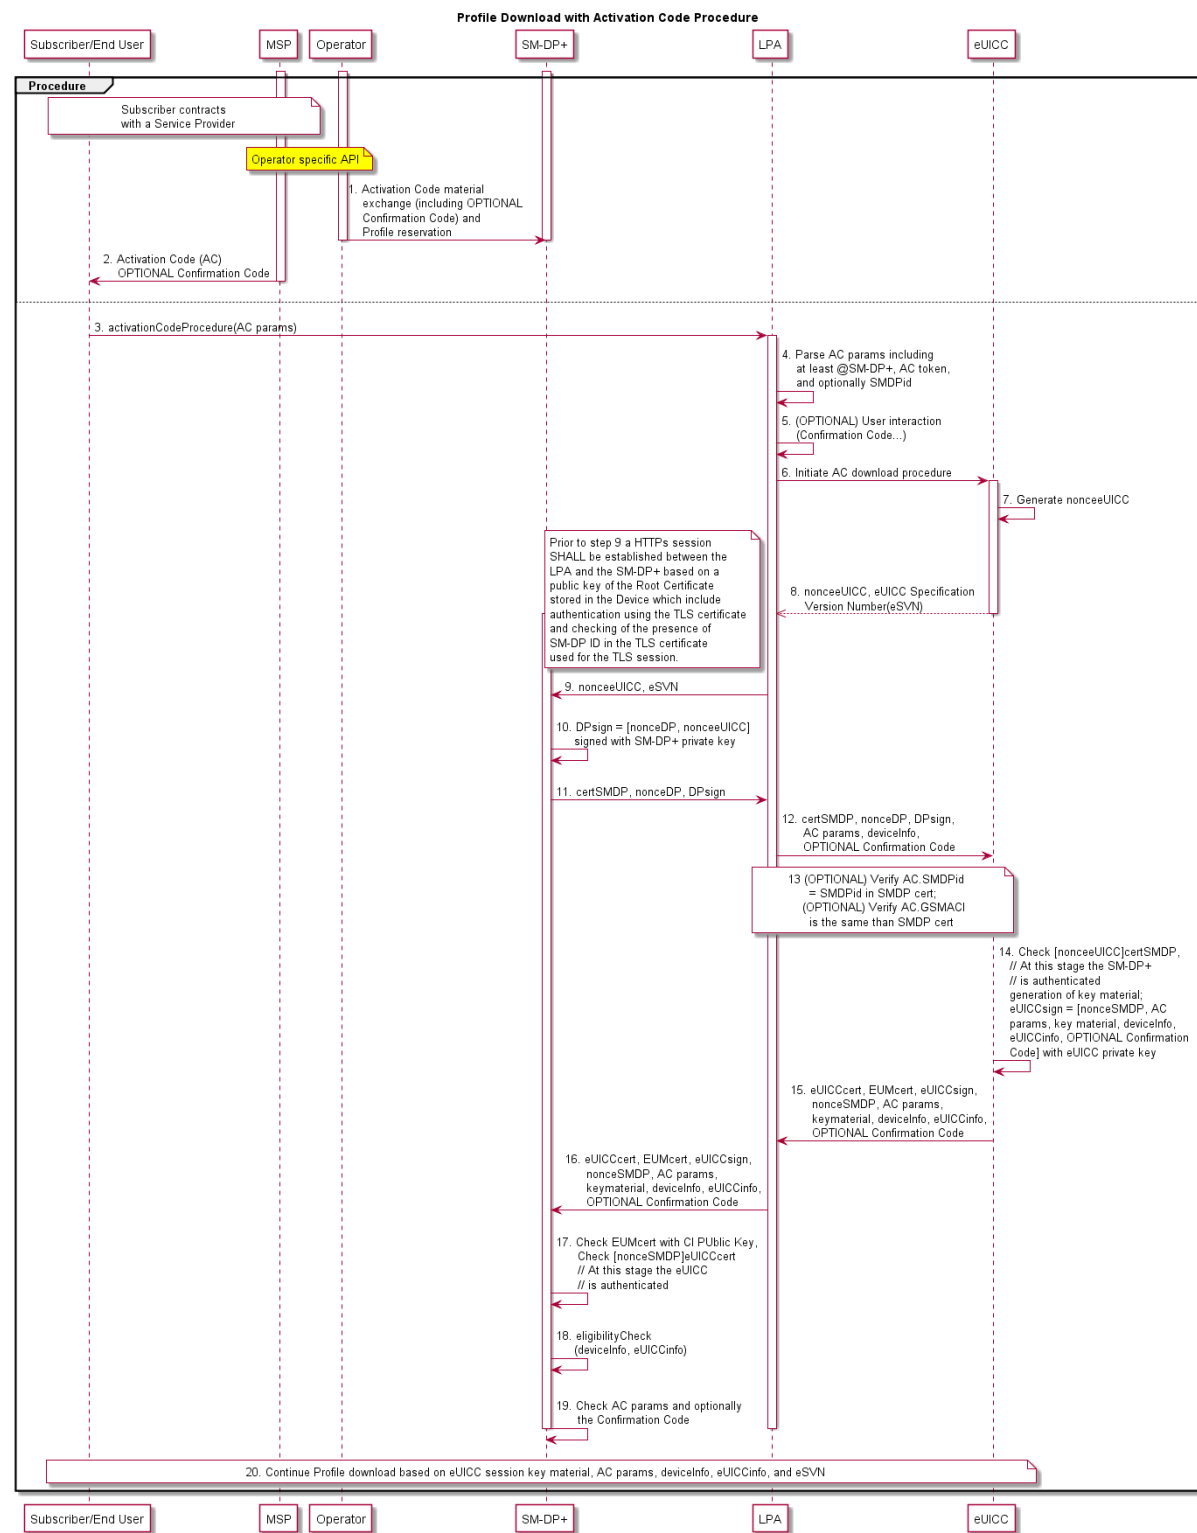 Profile Download with Activation Code Procedure
Subscriber/End User
MSP
Operator
SM-DP+
LPA
eUICC
Procedure
Subscriber contracts
with a Service Provider
Operator specific API
1. Activation Code material
exchange (including OPTIONAL
Confirmation Code) and
Profile reservation
2. Activation Code (AC)
OPTIONAL Confirmation Code
3. activationCodeProcedure(AC params)
4. Parse AC params including
at least @SM-DP+, AC token,
and optionally SMDPid
5. (OPTIONAL) User interaction
(Confirmation Code...)
6. Initiate AC download procedure
7. Generate nonceeUICC
Prior to step 9 a HTTPs session
SHALL be established between the
LPA and the SM-DP+ based on a
public key of the Root Certificate
stored in the Device which include
authentication using the TLS certificate
and checking of the presence of
SM-DP ID in the TLS certificate
used for the TLS session.
8. nonceeUICC, eUICC Specification
Version Number(eSVN)
9. nonceeUICC, eSVN
10. DPsign = [nonceDP, nonceeUICC]
signed with SM-DP+ private key
11. certSMDP, nonceDP, DPsign
12. certSMDP, nonceDP, DPsign,
AC params, deviceInfo,
OPTIONAL Confirmation Code
13 (OPTIONAL) Verify AC.SMDPid
= SMDPid in SMDP cert;
(OPTIONAL) Verify AC.GSMACI
is the same than SMDP cert
14. Check [nonceeUICC]certSMDP,
// At this stage the SM-DP+
// is authenticated
generation of key material;
eUICCsign = [nonceSMDP, AC
params, key material, deviceInfo,
eUICCinfo, OPTIONAL Confirmation
Code] with eUICC private key
15. eUICCcert, EUMcert, eUICCsign,
nonceSMDP, AC params,
keymaterial, deviceInfo, eUICCinfo,
OPTIONAL Confirmation Code
16. eUICCcert, EUMcert, eUICCsign,
nonceSMDP, AC params,
keymaterial, deviceInfo, eUICCinfo,
OPTIONAL Confirmation Code
17. Check EUMcert with CI PUblic Key,
Check [nonceSMDP]eUICCcert
// At this stage the eUICC
// is authenticated
18. eligibilityCheck
(deviceInfo, eUICCinfo)
19. Check AC params and optionally
the Confirmation Code
20. Continue Profile download based on eUICC session key material, AC params, deviceInfo, eUICCinfo, and eSVN
Subscriber/End User
MSP
Operator
SM-DP+
LPA
eUICC